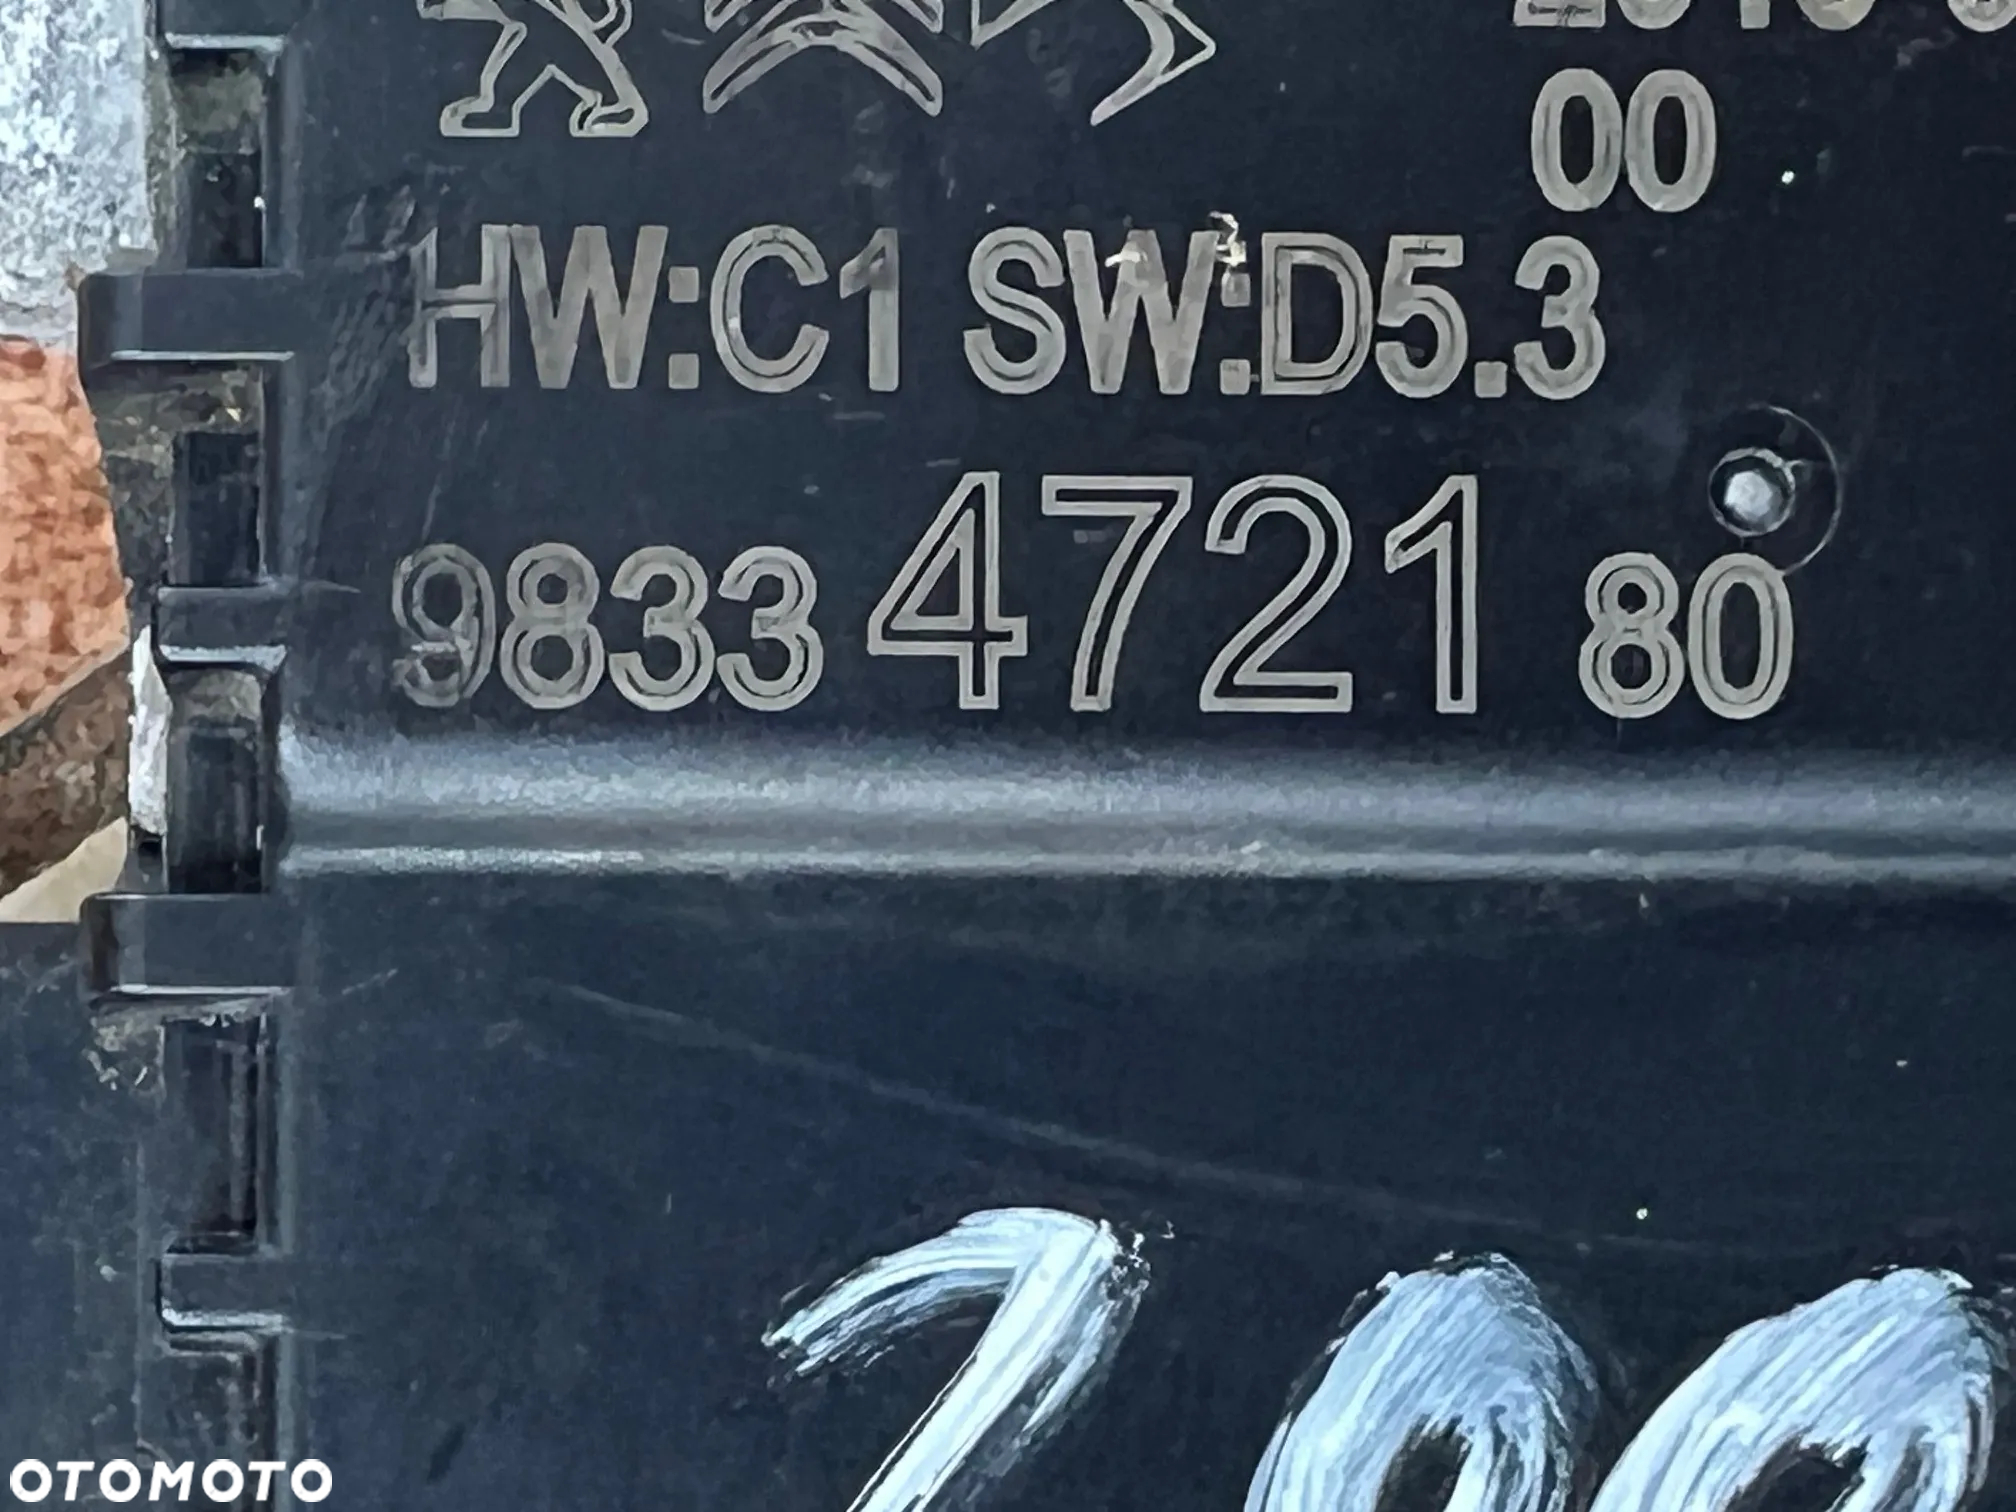 00
HW:C1 SW:D5.3
9833 4721 80
OTOMOTO